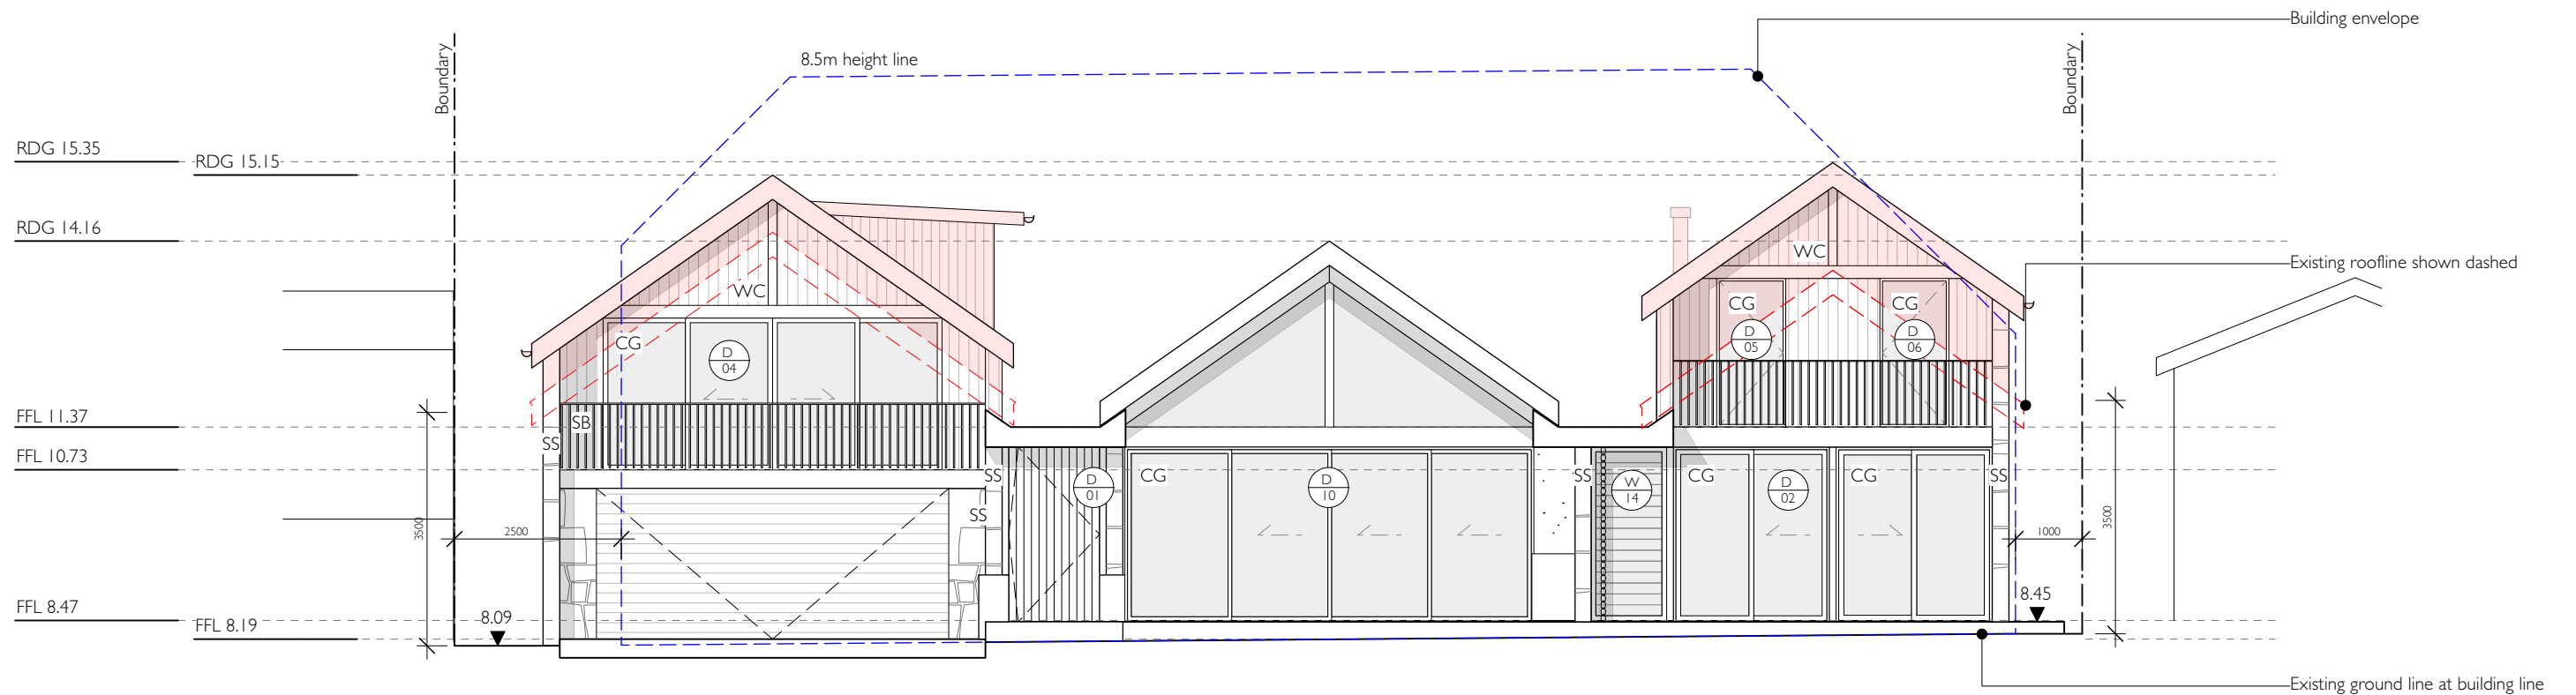 Building envelope
8.5m height line
Boundary
Boundary
RDG 15.35
RDG 15.15
RDG 14.16
WC
WC
Existing roofline shown dashed
CG
CG
CG
D
05
D
06
D
04
FFL 11.37
SB
SS
FFL 10.73
SS
D
01
CG
D
10
SS
W
14
CG
D
02
CG
SS
SS
3500
2500
1000
3500
FFL 8.47
8.09
8.45
FFL 8.19
Existing ground line at building line